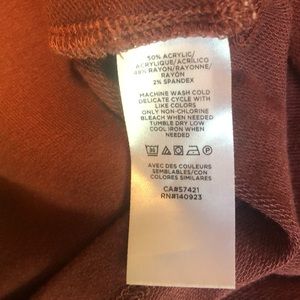 50% ACRYLIC/
ACRYLIQUE/ACRÍLICO
48% RAYON/RAYONNE/
RAYÓN
2% SPANDEX
MACHINE WASH COLD
DELICATE CYCLE WITH
LIKE COLORS
ONLY NON-CHLORINE
BLEACH WHEN NEEDED
TUMBLE DRY LOW
COOL IRON WHEN
NEEDED
AVEC DES COULEURS
SEMBLABLES/CON
COLORES SIMILARES
CA#57421
RN#140923